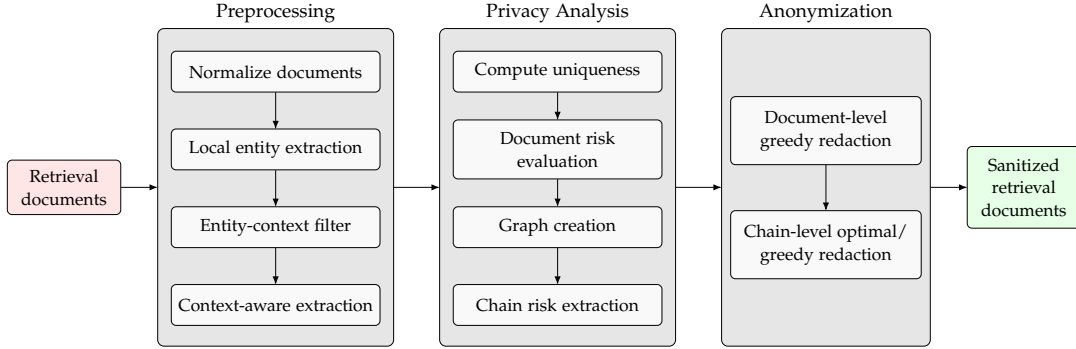 Preprocessing
Privacy Analysis
Anonymization
Retrieval
documents
Normalize documents
Local entity extraction
Entity-context filter
Context-aware extraction
Compute uniqueness
Document risk
evaluation
Graph creation
Chain risk extraction
Document-level
greedy redaction
Chain-level optimal/
greedy redaction
Sanitized
retrieval
documents